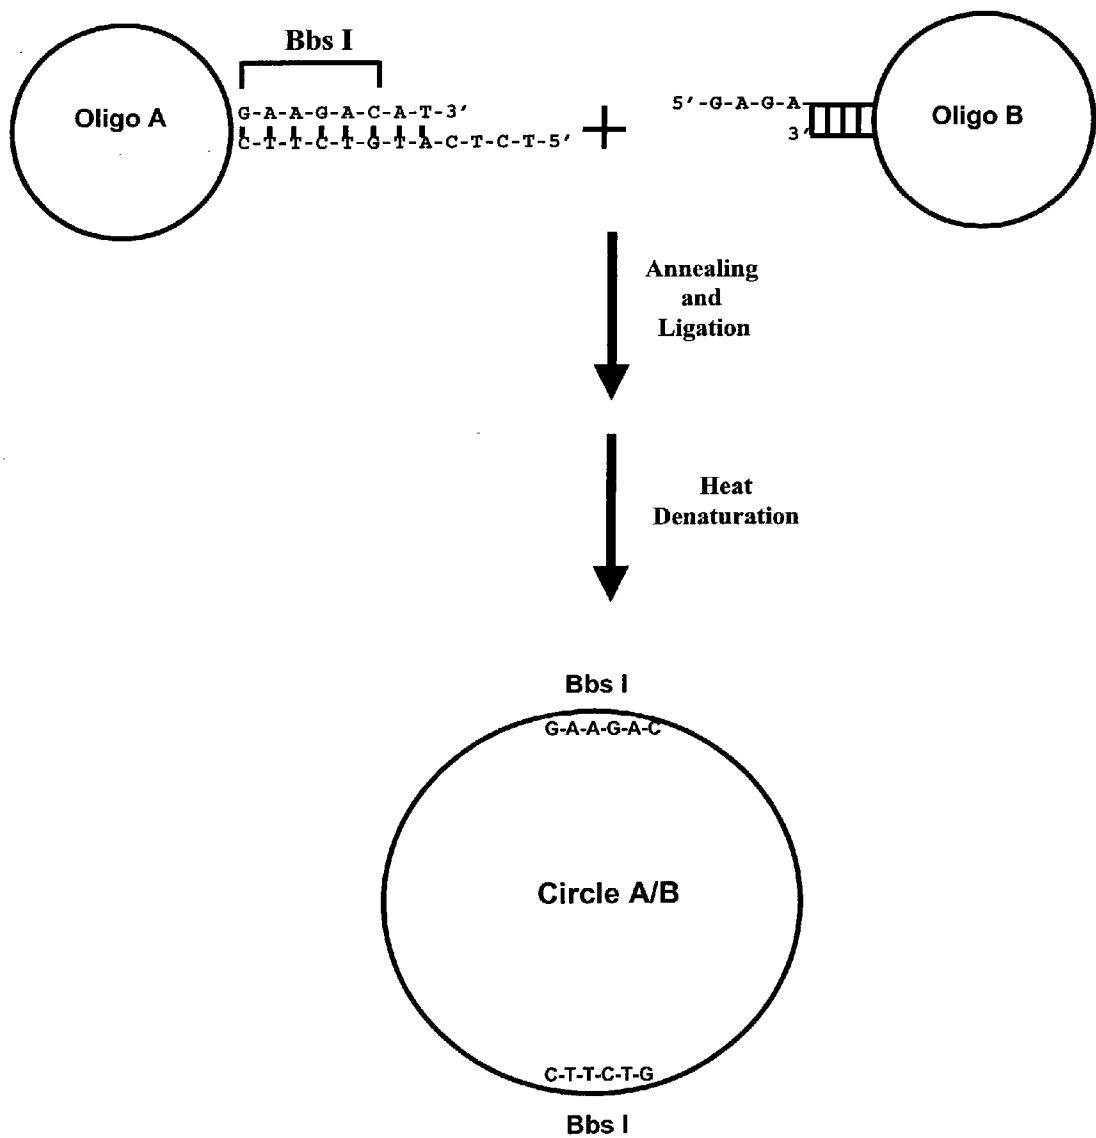 Bbs I
Oligo A
G-A-A-G-A-C-A-T-3'
C-T-T-C-T-G-T-A-C-T-C-T-5'
+
5'-G-A-G-A
3'
Oligo B
Annealing
and
Ligation
Heat
Denaturation
Bbs I
G-A-A-G-A-C
Circle A/B
C-T-T-C-T-G
Bbs I